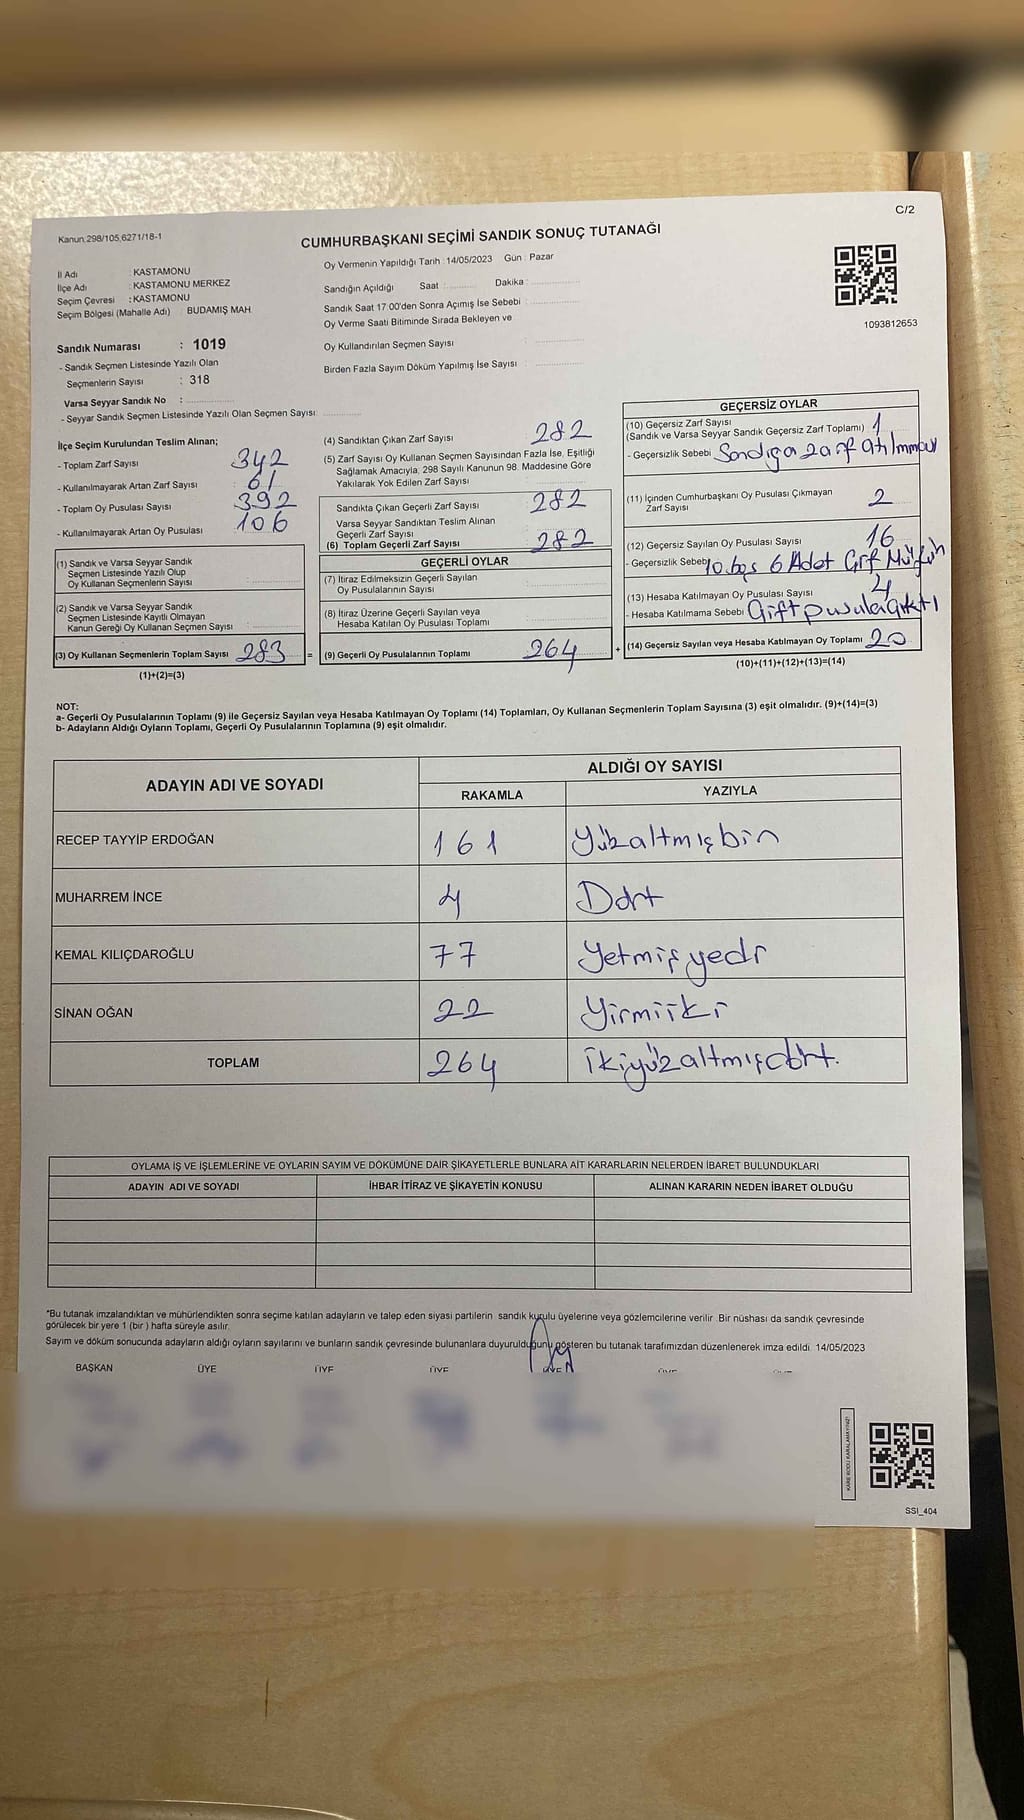 C/2
Kanun:298/105,6271/18-1
CUMHURBAŞKANI SEÇİMİ SANDIK SONUÇ TUTANAĞI
İl Adı : KASTAMONU
İlçe Adı : KASTAMONU MERKEZ
Seçim Çevresi : KASTAMONU
Seçim Bölgesi (Mahalle Adı) BUDAMIŞ MAH
Oy Vermenin Yapıldığı Tarih : 14/05/2023 Gün : Pazar
Sandığın Açıldığı Saat : Dakika :
Sandık Saat 17:00'den Sonra Açımış İse Sebebi :
Oy Verme Saati Bitiminde Sırada Bekleyen ve
Oy Kullandırılan Seçmen Sayısı :
Birden Fazla Sayım Döküm Yapılmış İse Sayısı :
1093812653
Sandık Numarası : 1019
- Sandık Seçmen Listesinde Yazılı Olan
Seçmenlerin Sayısı : 318
Varsa Seyyar Sandık No :
- Seyyar Sandık Seçmen Listesinde Yazılı Olan Seçmen Sayısı:
İlçe Seçim Kurulundan Teslim Alınan;
- Toplam Zarf Sayısı 342
- Kullanılmayarak Artan Zarf Sayısı 61
- Toplam Oy Pusulası Sayısı 392
- Kullanılmayarak Artan Oy Pusulası 106
(1) Sandık ve Varsa Seyyar Sandık
Seçmen Listesinde Yazılı Olup
Oy Kullanan Seçmenlerin Sayısı :
(2) Sandık ve Varsa Seyyar Sandık
Seçmen Listesinde Kayıtlı Olmayan
Kanun Gereği Oy Kullanan Seçmen Sayısı :
(3) Oy Kullanan Seçmenlerin Toplam Sayısı 283 =
(1)+(2)=(3)
(4) Sandıktan Çıkan Zarf Sayısı 282
(5) Zarf Sayısı Oy Kullanan Seçmen Sayısından Fazla İse, Eşitliği
Sağlamak Amacıyla, 298 Sayılı Kanunun 98. Maddesine Göre
Yakılarak Yok Edilen Zarf Sayısı :
Sandıkta Çıkan Geçerli Zarf Sayısı 282
Varsa Seyyar Sandıktan Teslim Alınan
Geçerli Zarf Sayısı :
(6) Toplam Geçerli Zarf Sayısı 282
GEÇERLİ OYLAR
(7) İtiraz Edilmeksizin Geçerli Sayılan
Oy Pusulalarının Sayısı :
(8) İtiraz Üzerine Geçerli Sayılan veya
Hesaba Katılan Oy Pusulası Toplamı :
(9) Geçerli Oy Pusulalarının Toplamı 264 +
GEÇERSİZ OYLAR
(10) Geçersiz Zarf Sayısı
(Sandık ve Varsa Seyyar Sandık Geçersiz Zarf Toplamı) 1
- Geçersizlik Sebebi : Sandığa zarf atılmamış
(11) İçinden Cumhurbaşkanı Oy Pusulası Çıkmayan
Zarf Sayısı 2
(12) Geçersiz Sayılan Oy Pusulası Sayısı 16
- Geçersizlik Sebebi 10 boş 6 Adet Çif Mühür
(13) Hesaba Katılmayan Oy Pusulası Sayısı 4
- Hesaba Katılmama Sebebi : Çift pusula çıktı
(14) Geçersiz Sayılan veya Hesaba Katılmayan Oy Toplamı 20
(10)+(11)+(12)+(13)=(14)
NOT:
a- Geçerli Oy Pusulalarının Toplamı (9) ile Geçersiz Sayılan veya Hesaba Katılmayan Oy Toplamı (14) Toplamları, Oy Kullanan Seçmenlerin Toplam Sayısına (3) eşit olmalıdır. (9)+(14)=(3)
b- Adayların Aldığı Oyların Toplamı, Geçerli Oy Pusulalarının Toplamına (9) eşit olmalıdır.
ADAYIN ADI VE SOYADI ALDIĞI OY SAYISI
RAKAMLA YAZIYLA
RECEP TAYYİP ERDOĞAN 161 Yüzaltmışbir
MUHARREM İNCE 4 Dört
KEMAL KILIÇDAROĞLU 77 Yetmişyedi
SİNAN OĞAN 22 Yirmiiki
TOPLAM 264 İkiyüzaltmışdört.
OYLAMA İŞ VE İŞLEMLERİNE VE OYLARIN SAYIM VE DÖKÜMÜNE DAİR ŞİKAYETLERLE BUNLARA AİT KARARLARIN NELERDEN İBARET BULUNDUKLARI
ADAYIN ADI VE SOYADI İHBAR İTİRAZ VE ŞİKAYETİN KONUSU ALINAN KARARIN NEDEN İBARET OLDUĞU
*Bu tutanak imzalandıktan ve mühürlendikten sonra seçime katılan adayların ve talep eden siyasi partilerin sandık kurulu üyelerine veya gözlemcilerine verilir .Bir nüshası da sandık çevresinde
görülecek bir yere 1 (bir ) hafta süreyle asılır.
Sayım ve döküm sonucunda adayların aldığı oyların sayılarını ve bunların sandık çevresinde bulunanlara duyurulduğunu gösteren bu tutanak tarafımızdan düzenlenerek imza edildi. 14/05/2023
BAŞKAN ÜYE ÜYE ÜYE ÜYE
KARE KODU KARALAMAYINIZ!
SSI_404